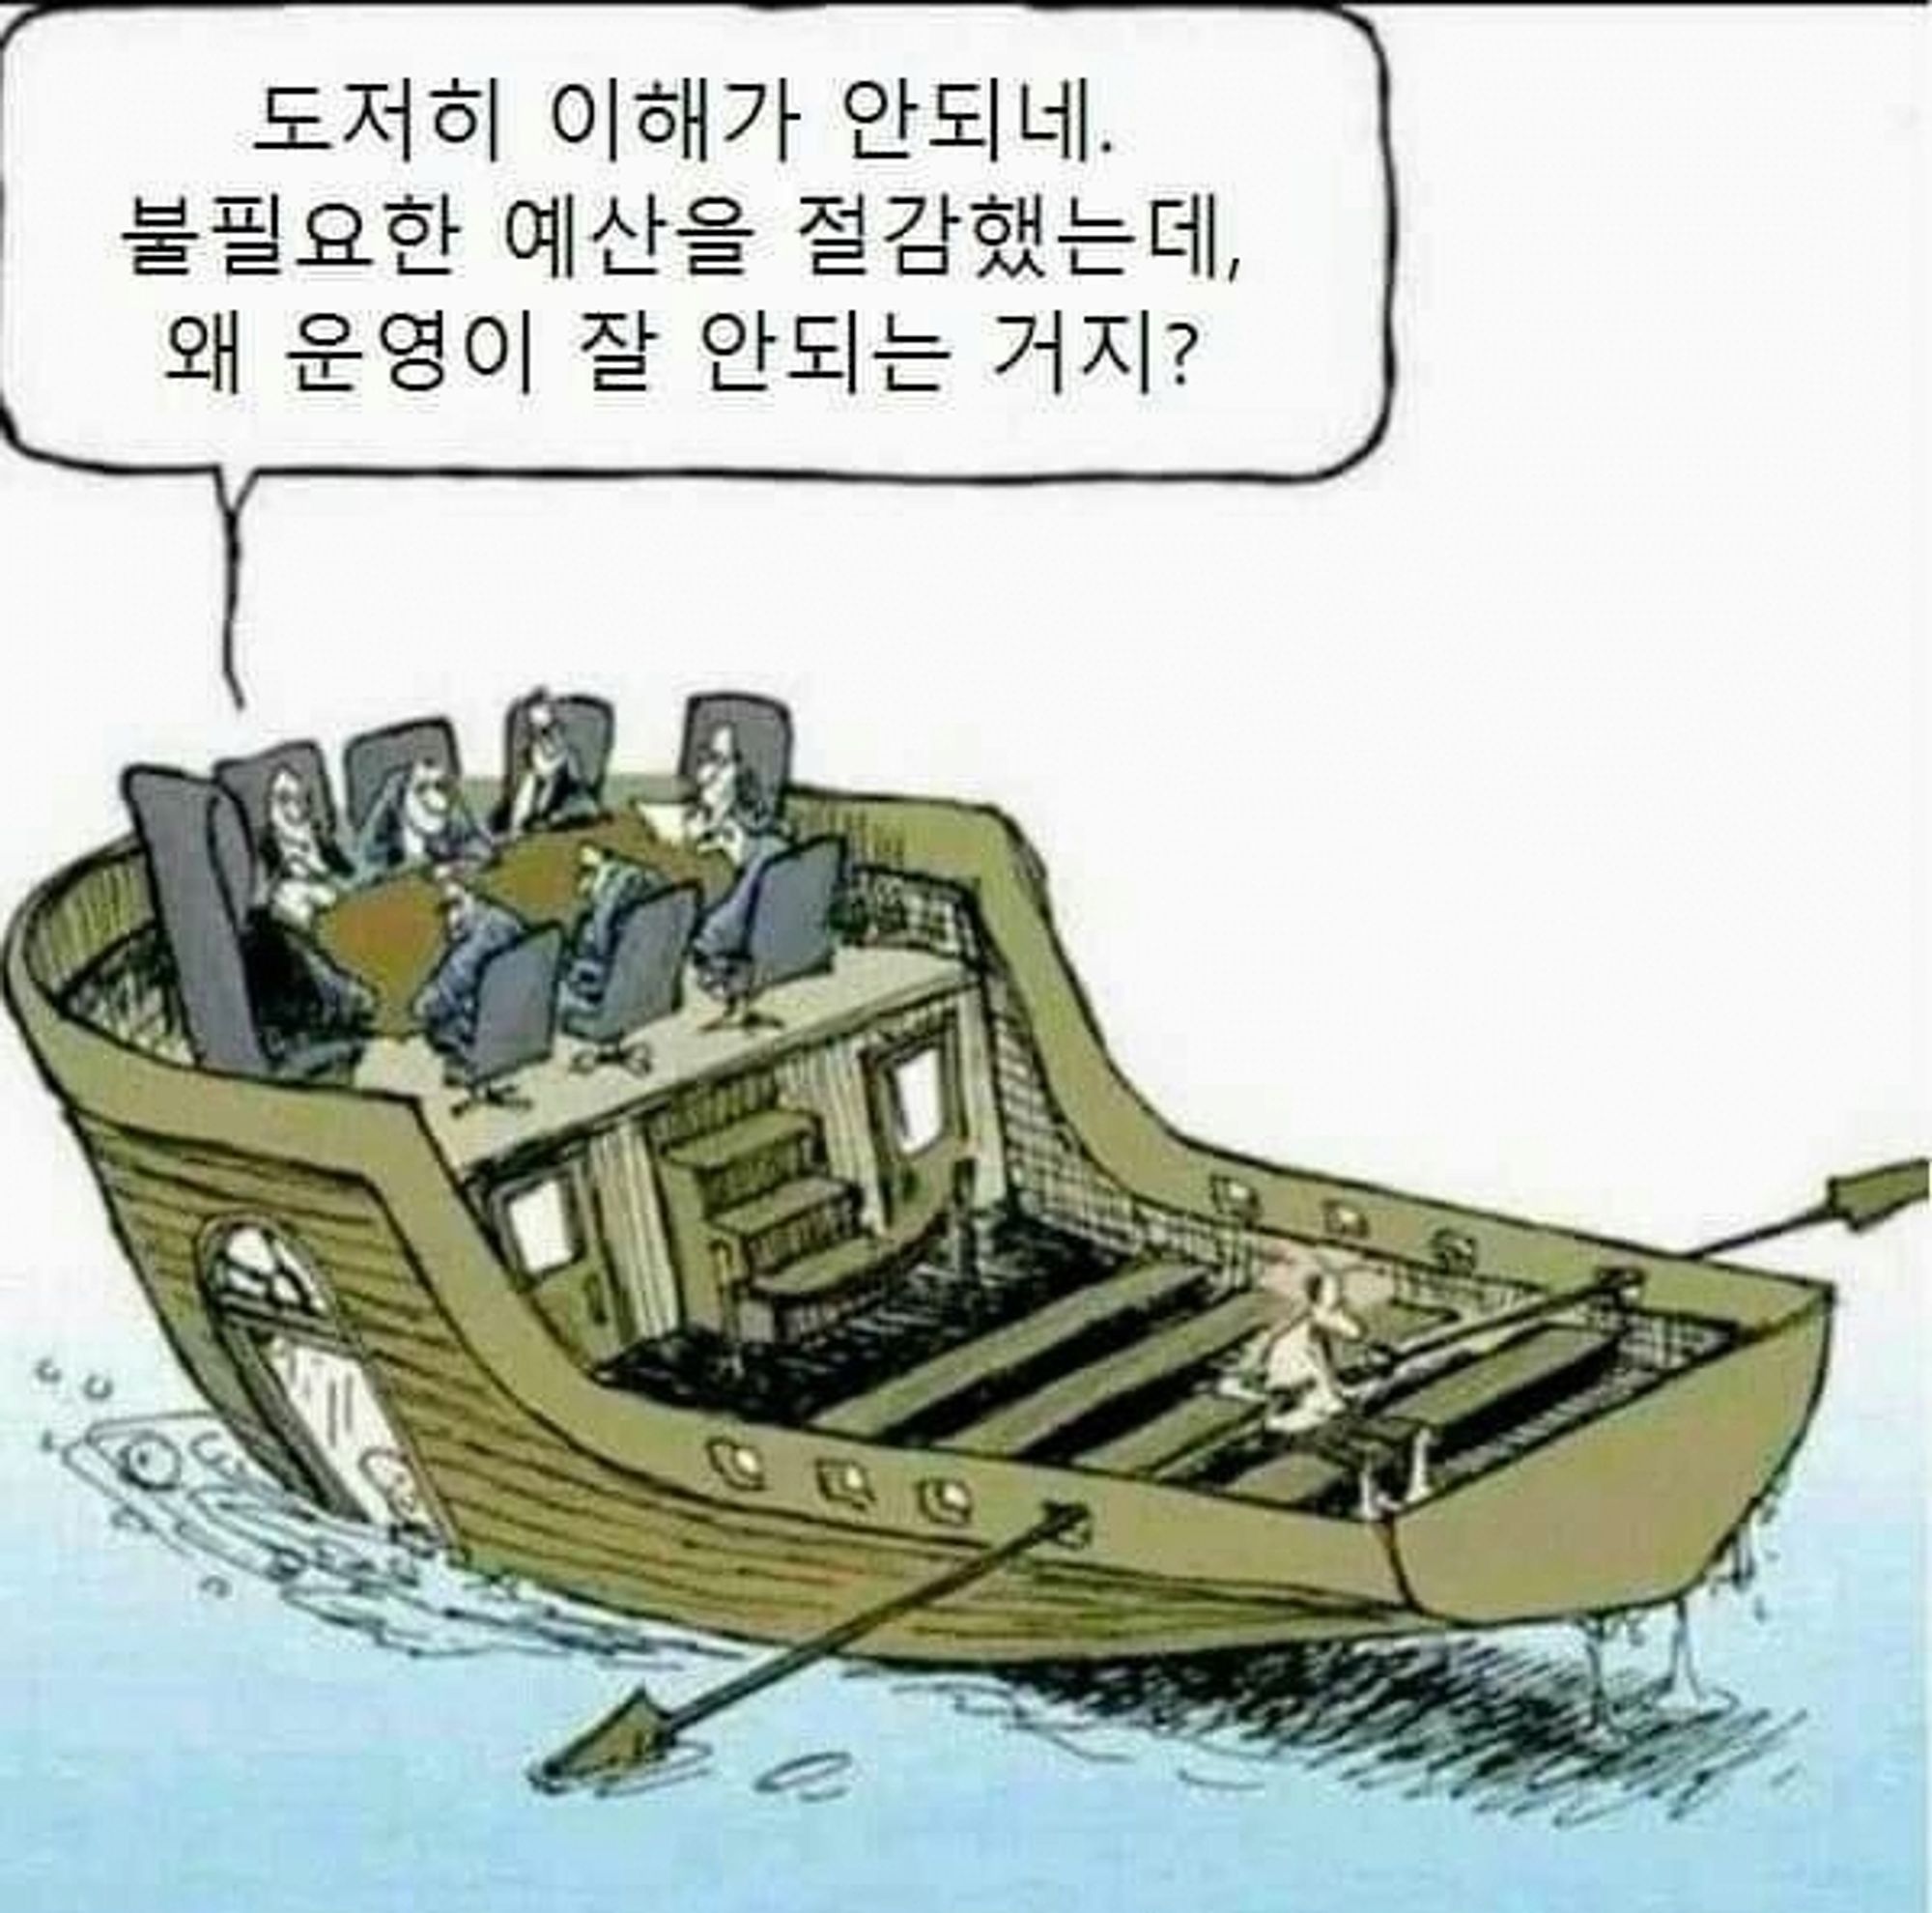 도저히 이해가 안되네.
불필요한 예산을 절감했는데,
왜 운영이 잘 안되는 거지?